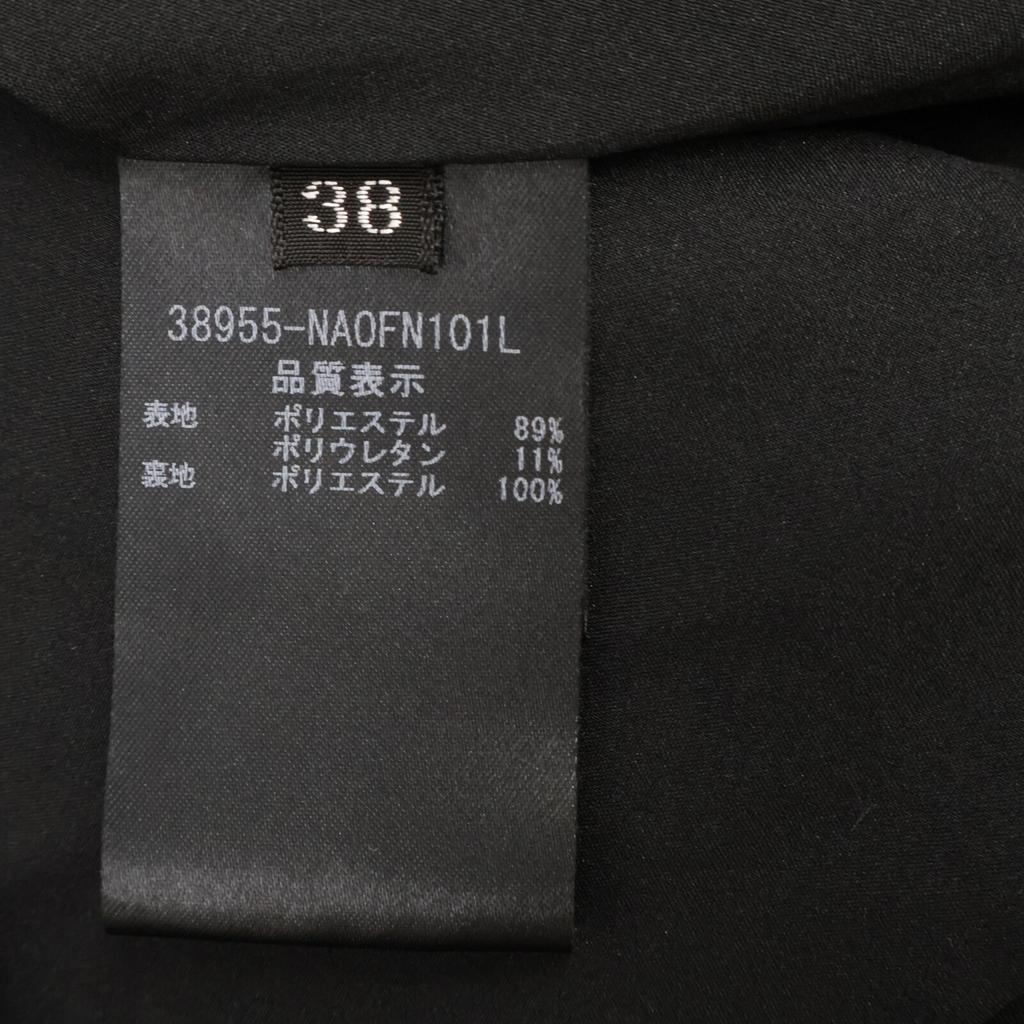 38
38955-NAOFN101L
品質表示
表地 ポリエステル 89%
ポリウレタン 11%
裏地 ポリエステル 100%